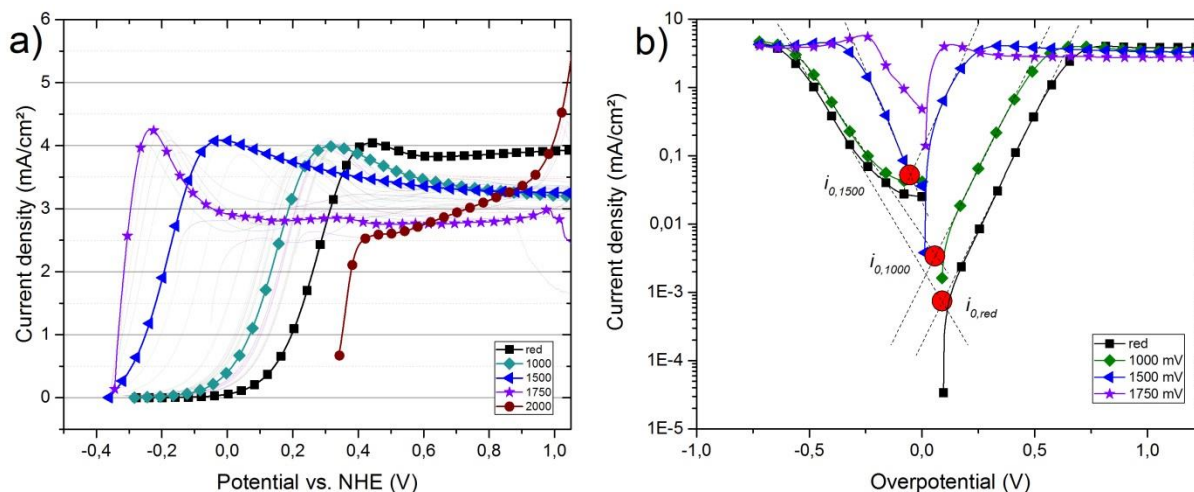 a)
Current density (mA/cm²)
6
5
4
3
2
1
0
-0,4 -0,2 0,0 0,2 0,4 0,6 0,8 1,0
Potential vs. NHE (V)
red
1000
1500
1750
2000
b)
Current density (mA/cm²)
10
1
0,1
0,01
1E-3
1E-4
1E-5
-1,0 -0,5 0,0 0,5 1,0
Overpotential (V)
i0,1500
i0,1000
i0,red
red
1000 mV
1500 mV
1750 mV